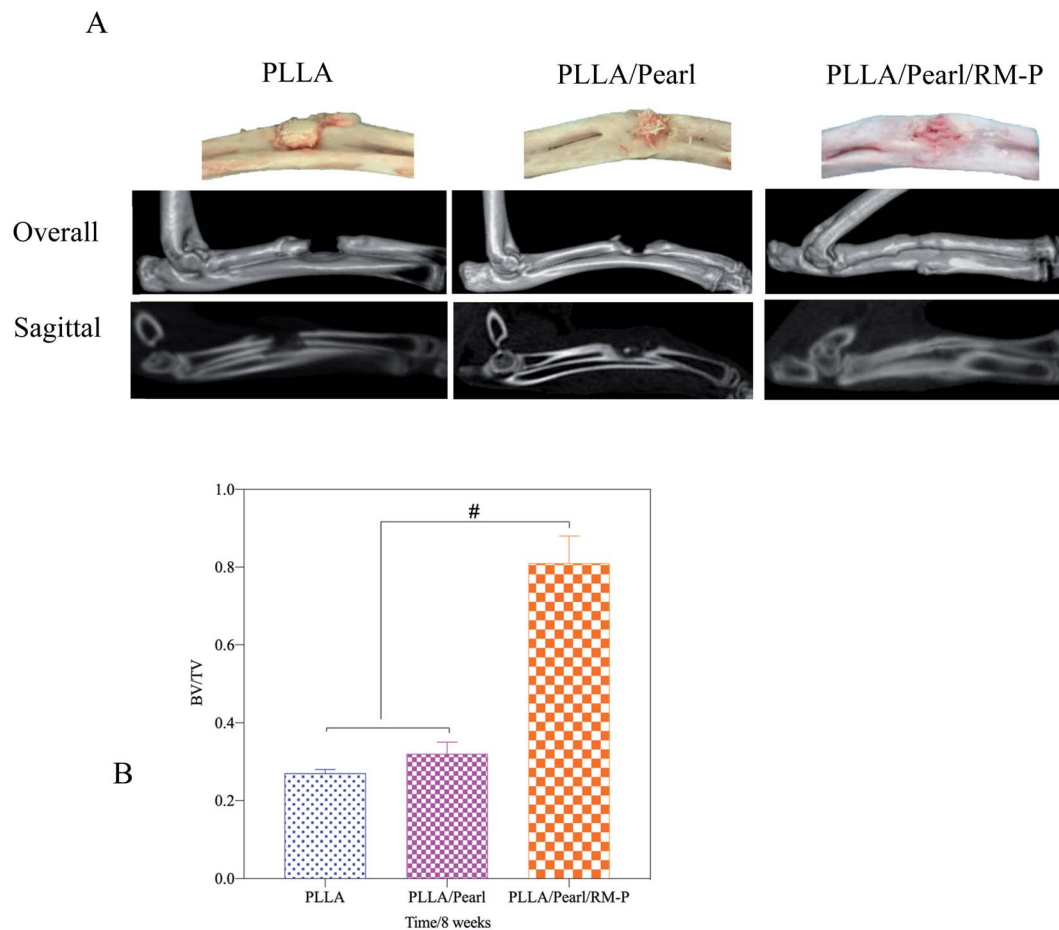 A
PLLA
PLLA/Pearl
PLLA/Pearl/RM-P
Overall
Sagittal
B
BV/TV
1.0
0.8
0.6
0.4
0.2
0.0
#
PLLA
PLLA/Pearl
PLLA/Pearl/RM-P
Time/8 weeks